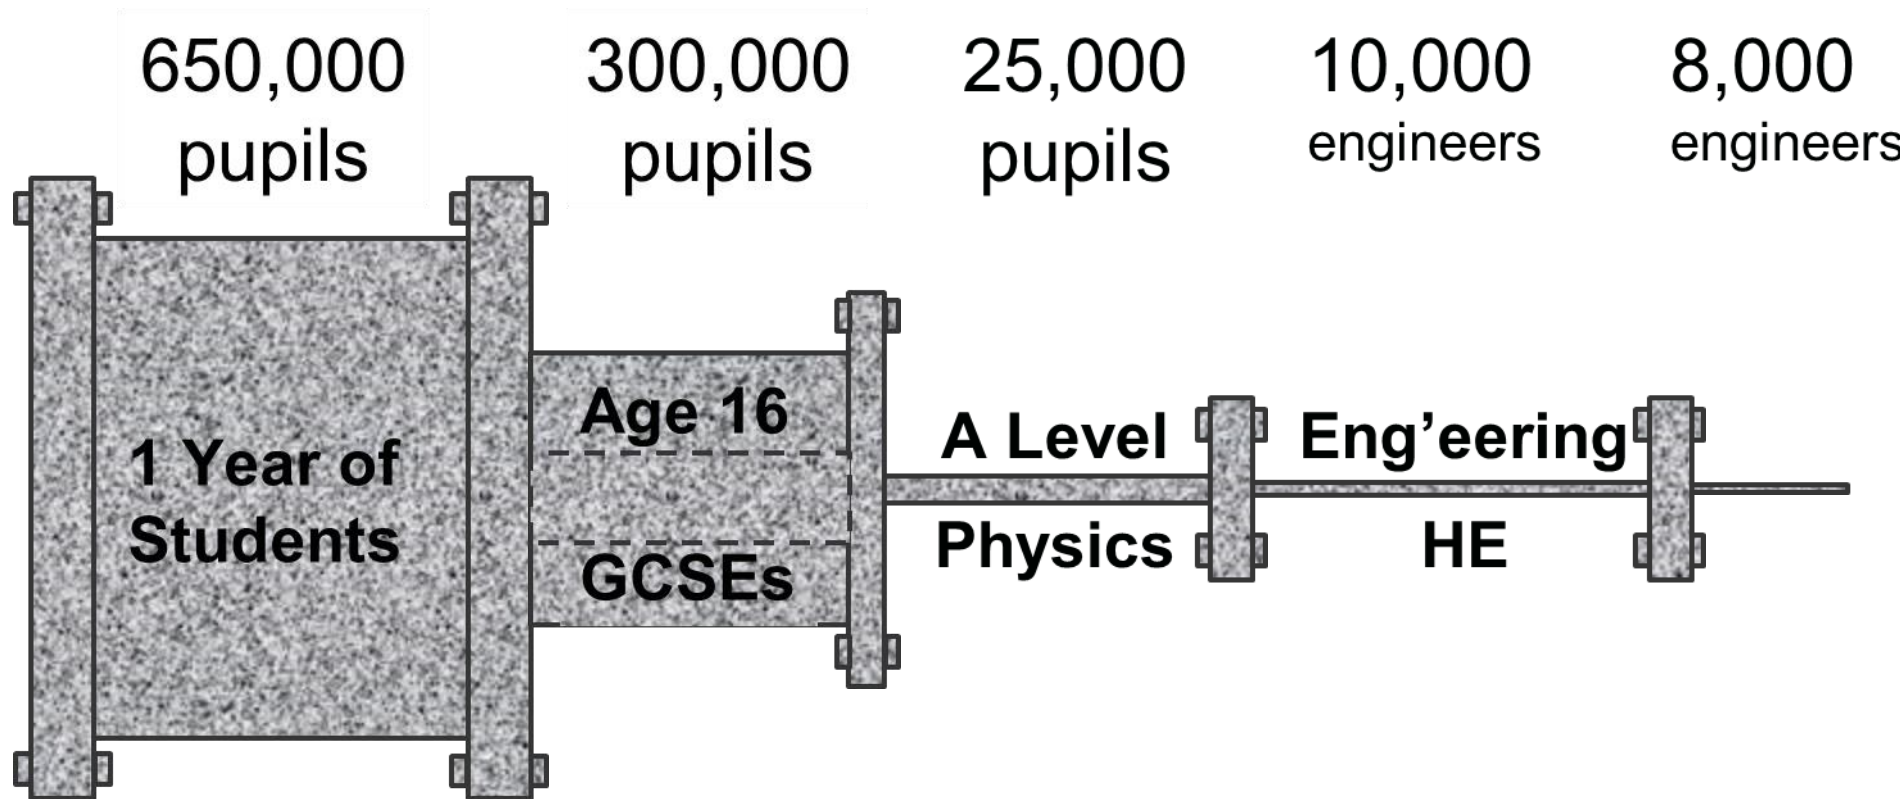 650,000
pupils
300,000
pupils
25,000
pupils
10,000
engineers
8,000
engineers
1 Year of
Students
Age 16
GCSEs
A Level
Physics
Eng’eering
HE